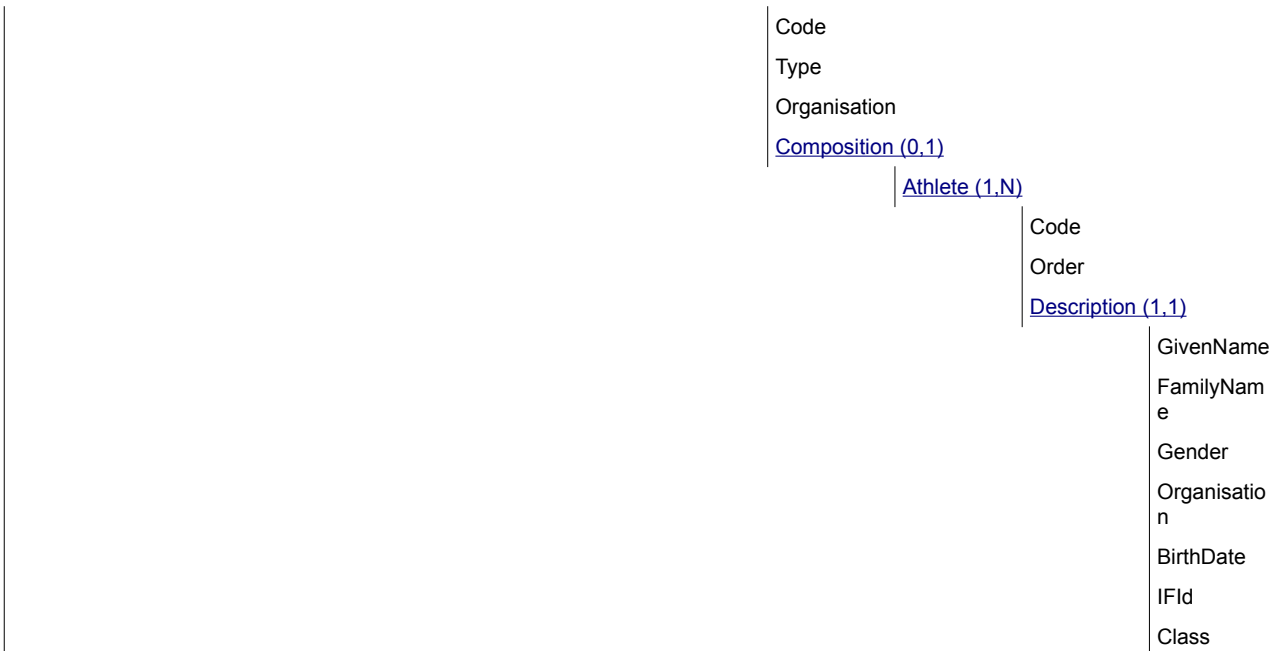 Code
Type
Organisation
Composition (0,1)
Athlete (1,N)
Code
Order
Description (1,1)
GivenName
FamilyNam
e
Gender
Organisatio
n
BirthDate
IFId
Class